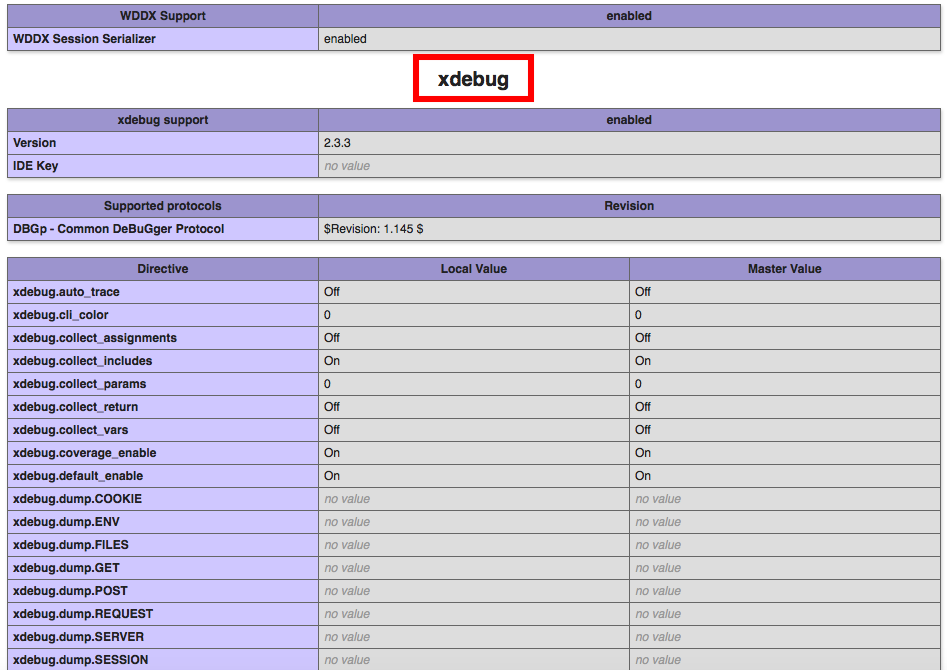 WDDX Support enabled
WDDX Session Serializer enabled
xdebug
xdebug support enabled
Version 2.3.3
IDE Key no value
Supported protocols Revision
DBGp - Common DeBuGger Protocol $Revision: 1.145 $
Directive Local Value Master Value
xdebug.auto_trace Off Off
xdebug.cli_color 0 0
xdebug.collect_assignments Off Off
xdebug.collect_includes On On
xdebug.collect_params 0 0
xdebug.collect_return Off Off
xdebug.collect_vars Off Off
xdebug.coverage_enable On On
xdebug.default_enable On On
xdebug.dump.COOKIE no value no value
xdebug.dump.ENV no value no value
xdebug.dump.FILES no value no value
xdebug.dump.GET no value no value
xdebug.dump.POST no value no value
xdebug.dump.REQUEST no value no value
xdebug.dump.SERVER no value no value
xdebug.dump.SESSION no value no value